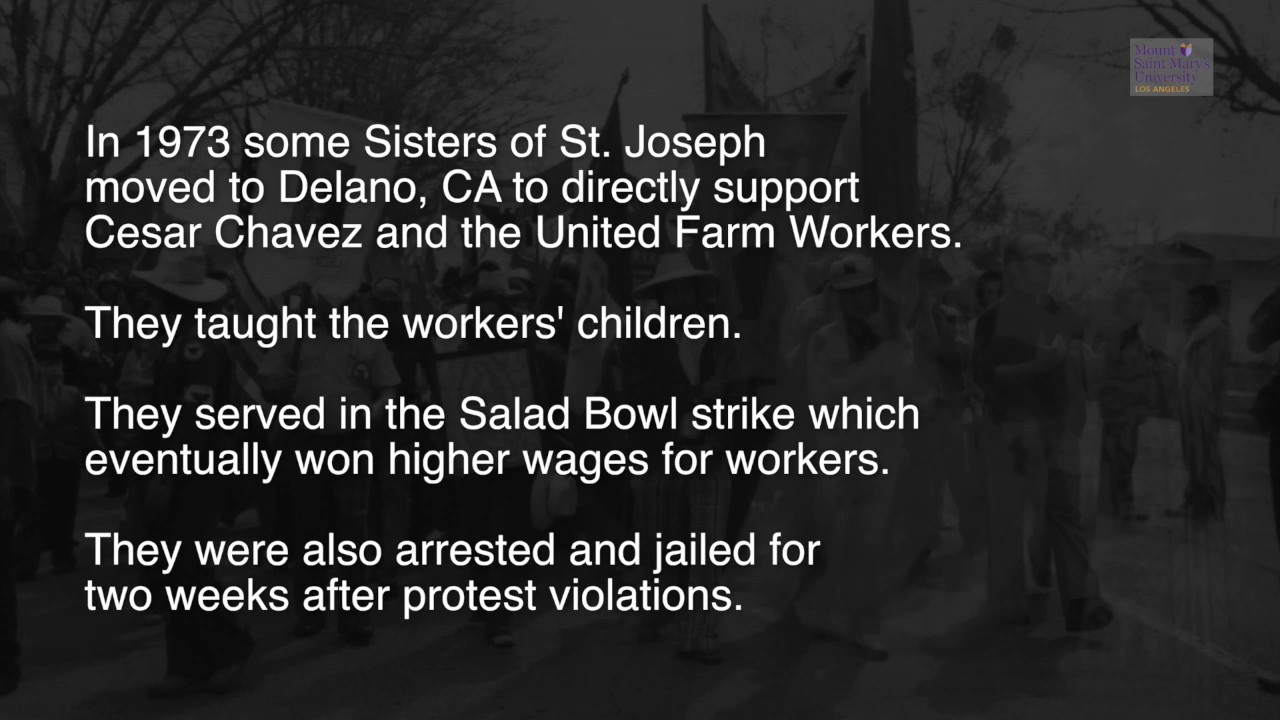 Mount
Saint Mary's
University
LOS ANGELES
In 1973 some Sisters of St. Joseph
moved to Delano, CA to directly support
Cesar Chavez and the United Farm Workers.
They taught the workers' children.
They served in the Salad Bowl strike which
eventually won higher wages for workers.
They were also arrested and jailed for
two weeks after protest violations.